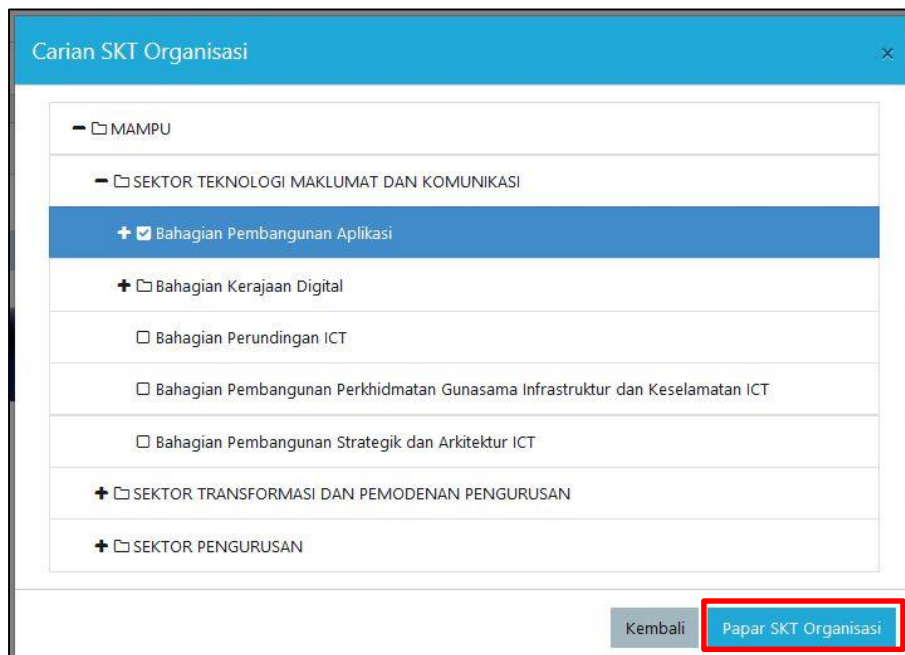 Carian SKT Organisasi
×
MAMPU
SEKTOR TEKNOLOGI MAKLUMAT DAN KOMUNIKASI
Bahagian Pembangunan Aplikasi
Bahagian Kerajaan Digital
Bahagian Perundingan ICT
Bahagian Pembangunan Perkhidmatan Gunasama Infrastruktur dan Keselamatan ICT
Bahagian Pembangunan Strategik dan Arkitektur ICT
SEKTOR TRANSFORMASI DAN PEMODENAN PENGURUSAN
SEKTOR PENGURUSAN
Kembali Papar SKT Organisasi